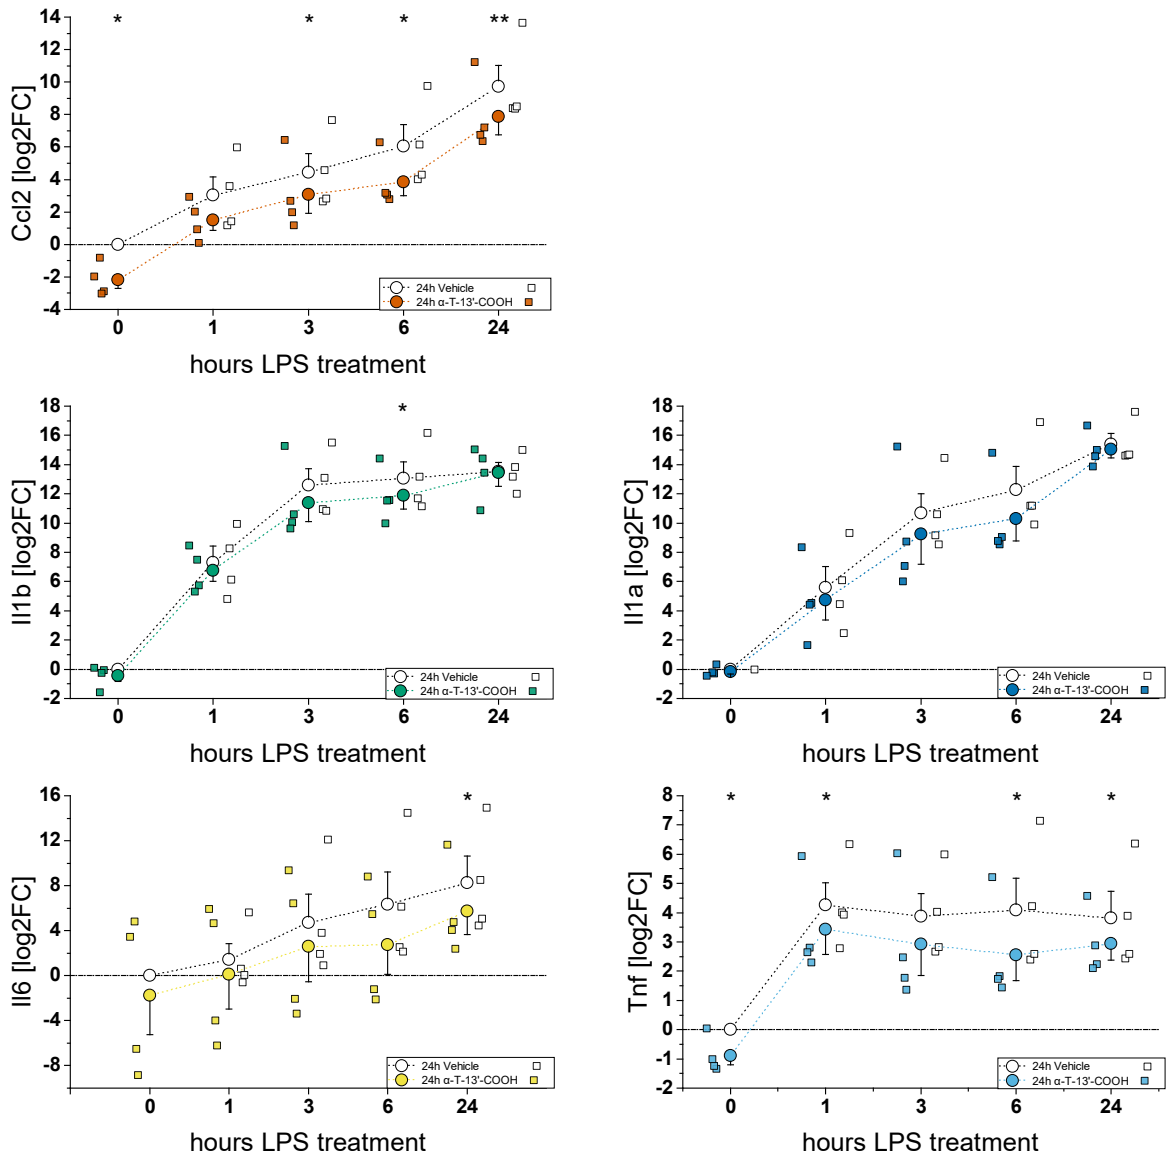 Ccl2 [log2FC]
14
12
10
8
6
4
2
0
-2
-4
* * * **
24h Vehicle
24h α-T-13'-COOH
0 1 3 6 24
hours LPS treatment
Il1b [log2FC]
18
16
14
12
10
8
6
4
2
0
-2
*
24h Vehicle
24h α-T-13'-COOH
0 1 3 6 24
hours LPS treatment
Il1a [log2FC]
18
16
14
12
10
8
6
4
2
0
-2
24h Vehicle
24h α-T-13'-COOH
0 1 3 6 24
hours LPS treatment
Il6 [log2FC]
16
12
8
4
0
-4
-8
*
24h Vehicle
24h α-T-13'-COOH
0 1 3 6 24
hours LPS treatment
Tnf [log2FC]
8
7
6
5
4
3
2
1
0
-1
-2
* * * *
24h Vehicle
24h α-T-13'-COOH
0 1 3 6 24
hours LPS treatment